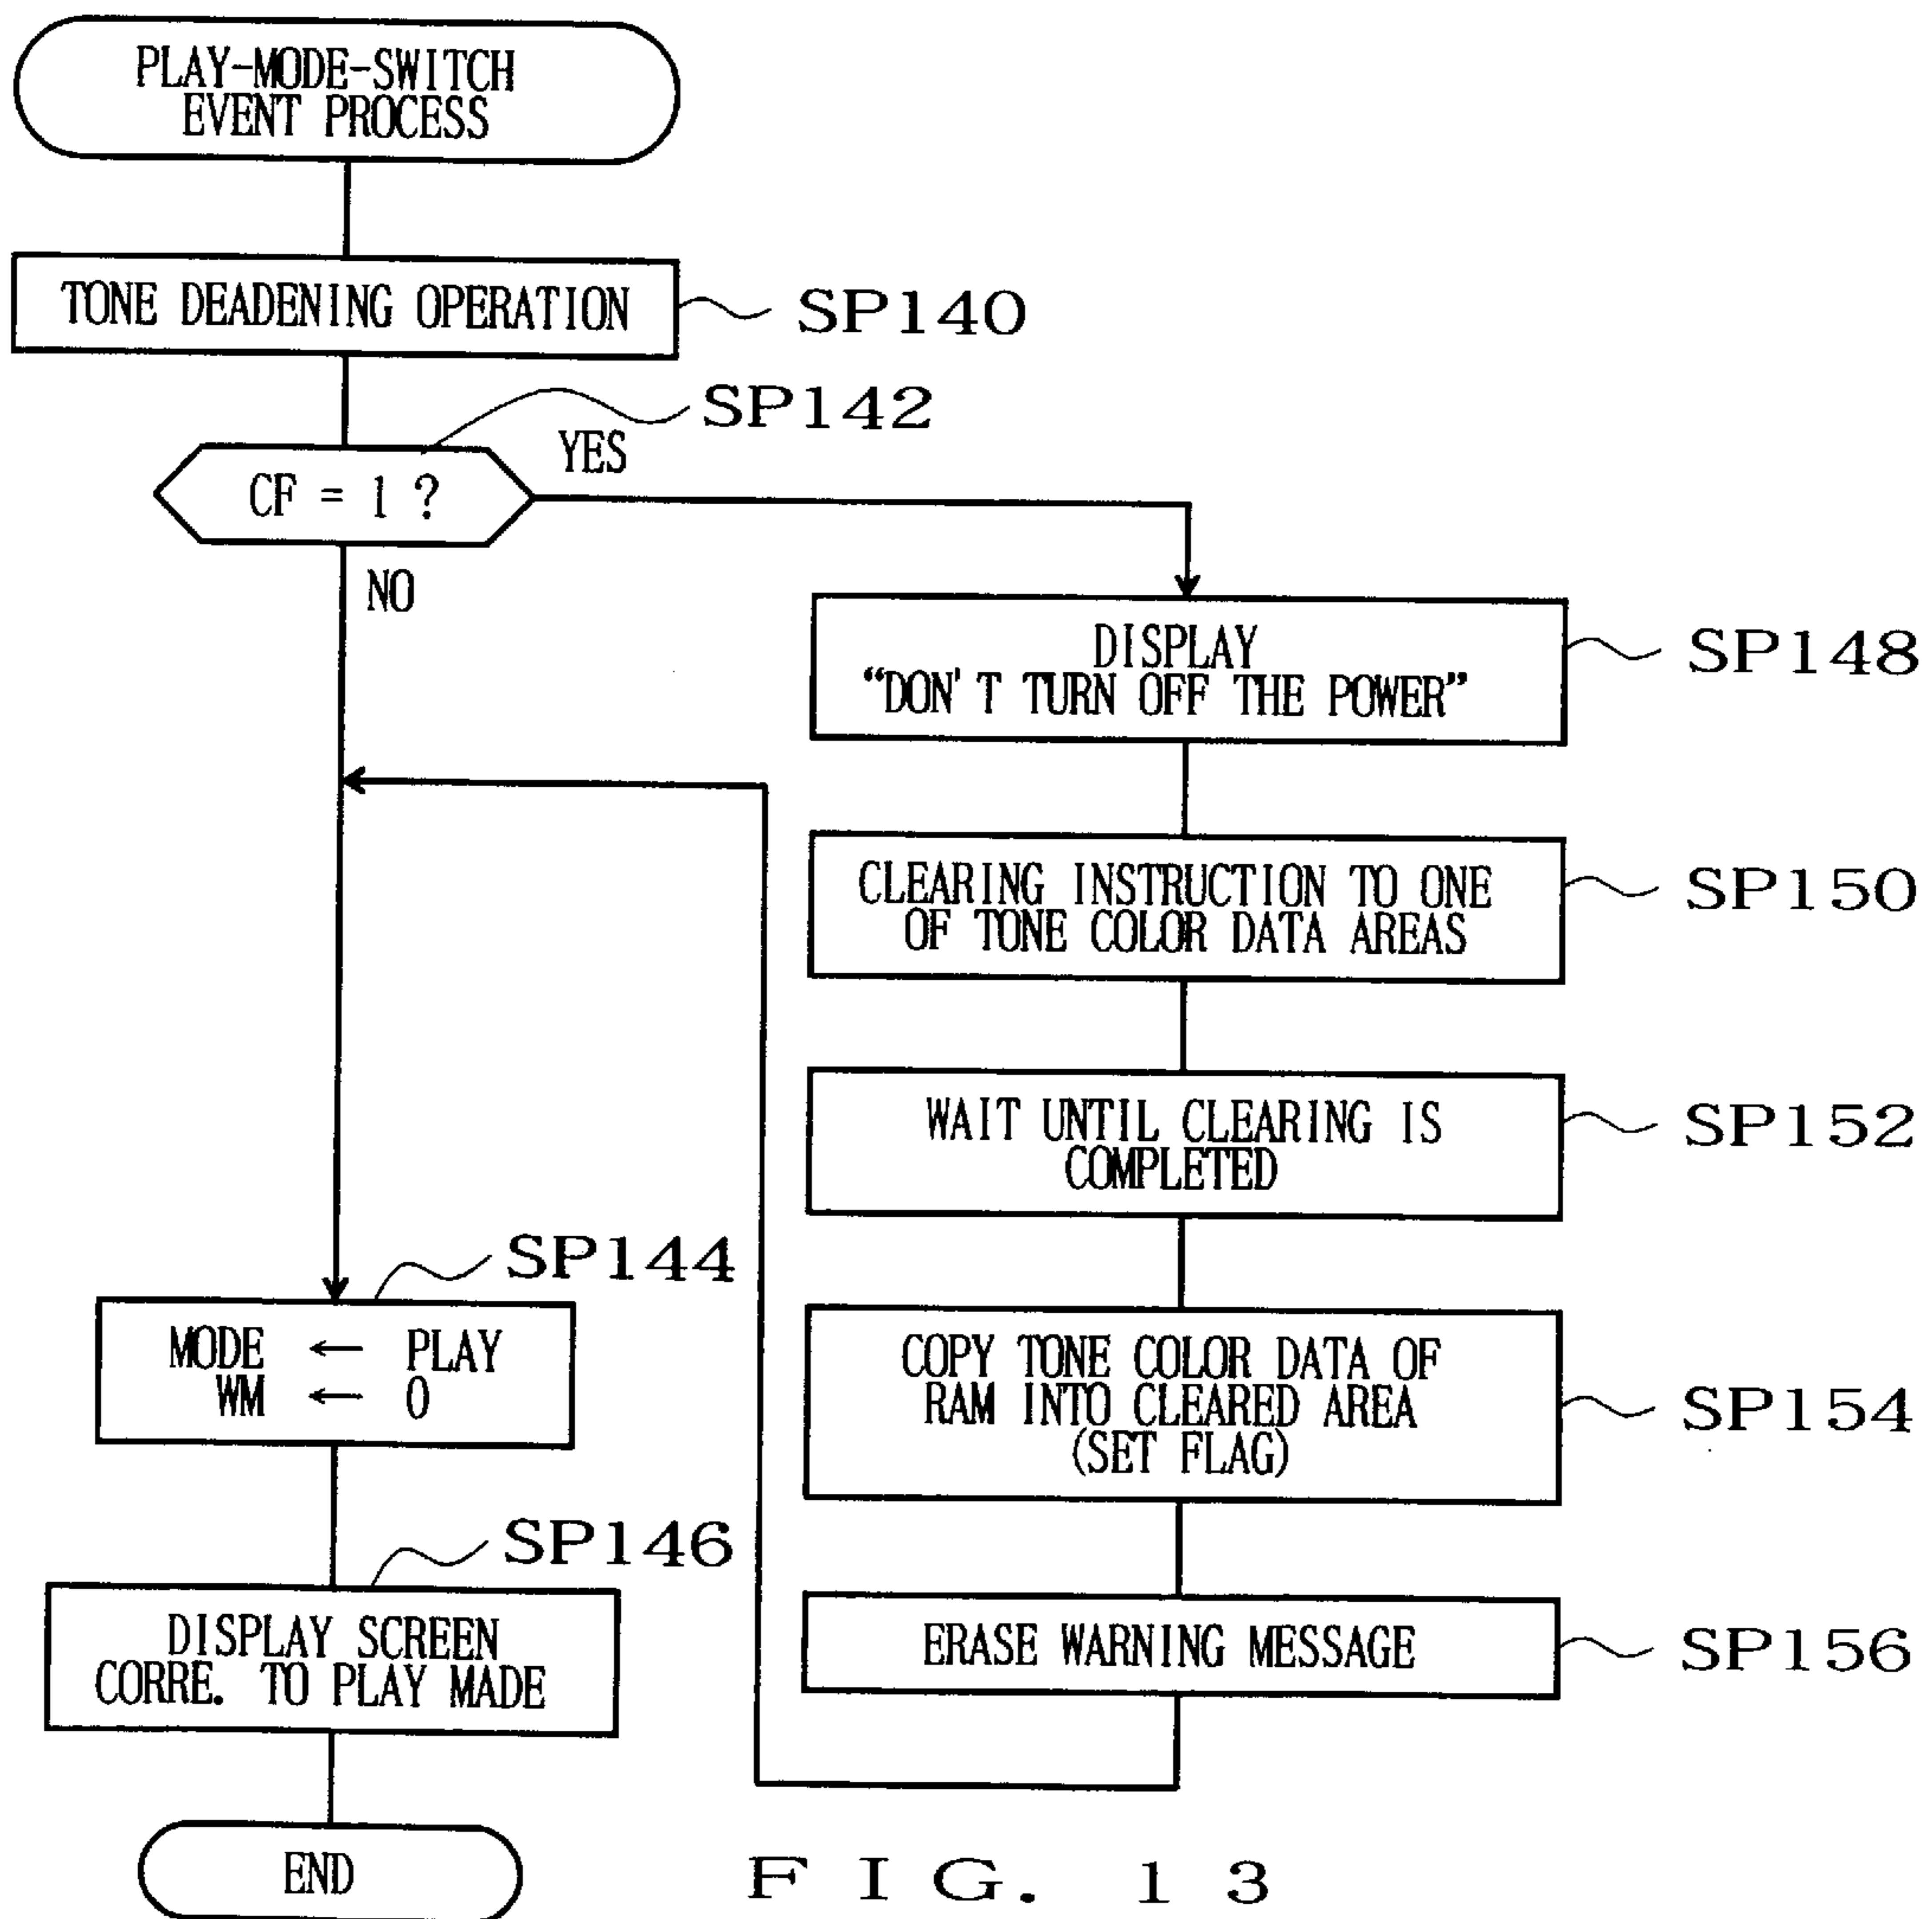 PLAY-MODE-SWITCH
EVENT PROCESS
TONE DEADENING OPERATION
SP140
SP142
CF = 1 ?
YES
NO
DISPLAY
“DON'T TURN OFF THE POWER”
SP148
CLEARING INSTRUCTION TO ONE
OF TONE COLOR DATA AREAS
SP150
WAIT UNTIL CLEARING IS
COMPLETED
SP152
COPY TONE COLOR DATA OF
RAM INTO CLEARED AREA
(SET FLAG)
SP154
ERASE WARNING MESSAGE
SP156
SP144
MODE ← PLAY
WM ← 0
SP146
DISPLAY SCREEN
CORRE. TO PLAY MADE
END
FIG. 13